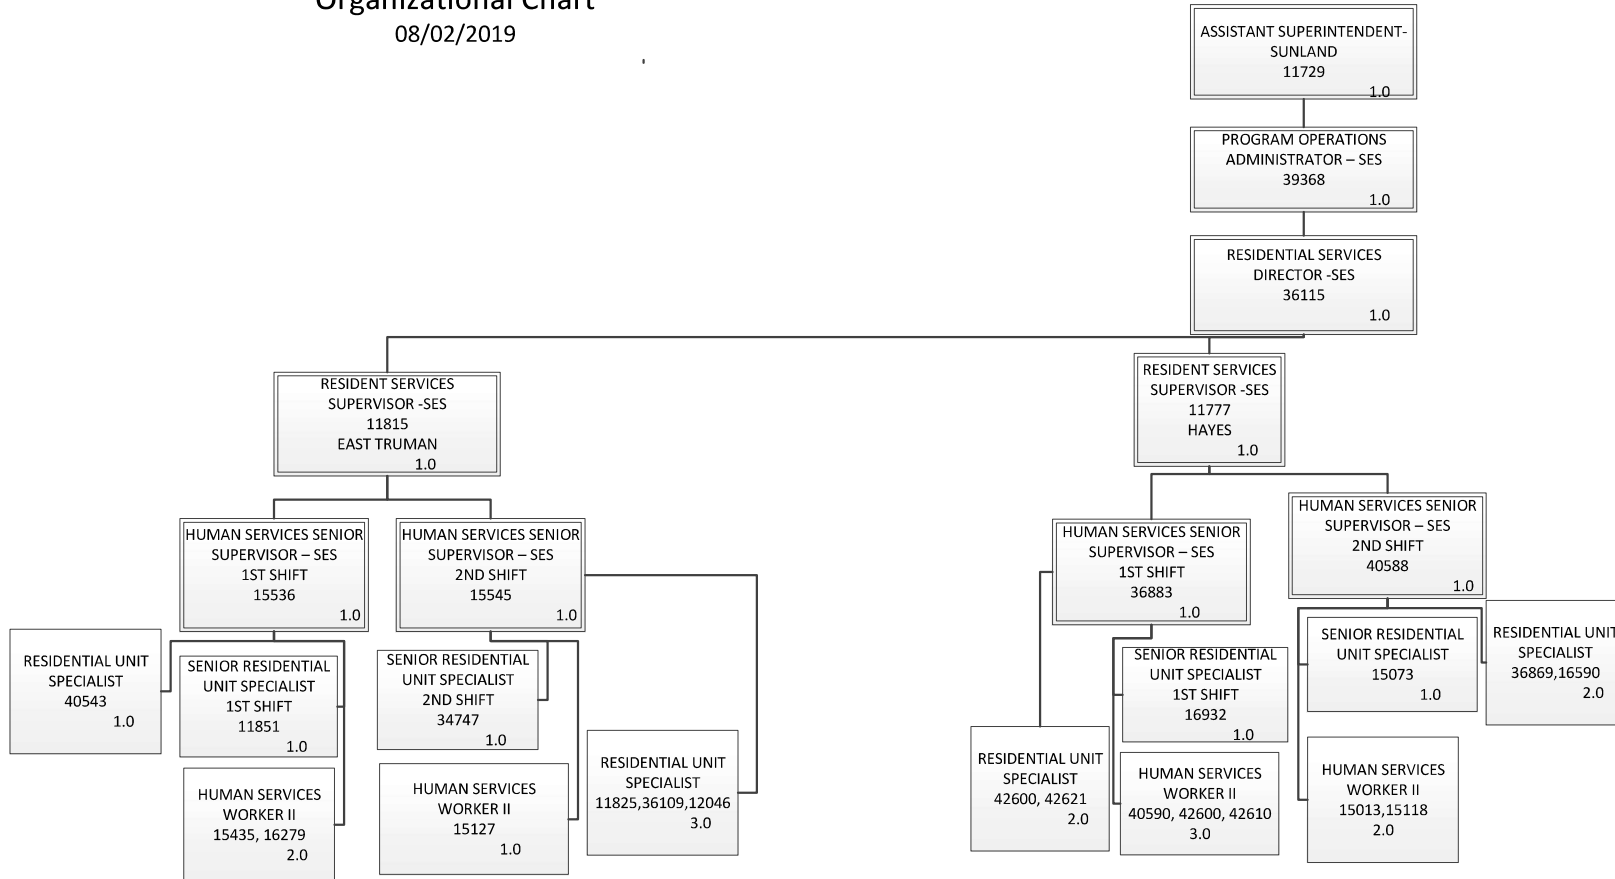 Organizational Chart
08/02/2019
ASSISTANT SUPERINTENDENT-
SUNLAND
11729
1.0
PROGRAM OPERATIONS
ADMINISTRATOR – SES
39368
1.0
RESIDENTIAL SERVICES
DIRECTOR -SES
36115
1.0
RESIDENT SERVICES
SUPERVISOR -SES
11815
EAST TRUMAN
1.0
RESIDENT SERVICES
SUPERVISOR -SES
11777
HAYES
1.0
HUMAN SERVICES SENIOR
SUPERVISOR – SES
1ST SHIFT
15536
1.0
HUMAN SERVICES SENIOR
SUPERVISOR – SES
2ND SHIFT
15545
1.0
HUMAN SERVICES SENIOR
SUPERVISOR – SES
1ST SHIFT
36883
1.0
HUMAN SERVICES SENIOR
SUPERVISOR – SES
2ND SHIFT
40588
1.0
RESIDENTIAL UNIT
SPECIALIST
40543
1.0
SENIOR RESIDENTIAL
UNIT SPECIALIST
1ST SHIFT
11851
1.0
HUMAN SERVICES
WORKER II
15435, 16279
2.0
SENIOR RESIDENTIAL
UNIT SPECIALIST
2ND SHIFT
34747
1.0
HUMAN SERVICES
WORKER II
15127
1.0
RESIDENTIAL UNIT
SPECIALIST
11825,36109,12046
3.0
RESIDENTIAL UNIT
SPECIALIST
42600, 42621
2.0
SENIOR RESIDENTIAL
UNIT SPECIALIST
1ST SHIFT
16932
1.0
HUMAN SERVICES
WORKER II
40590, 42600, 42610
3.0
SENIOR RESIDENTIAL
UNIT SPECIALIST
15073
1.0
HUMAN SERVICES
WORKER II
15013,15118
2.0
RESIDENTIAL UNIT
SPECIALIST
36869,16590
2.0